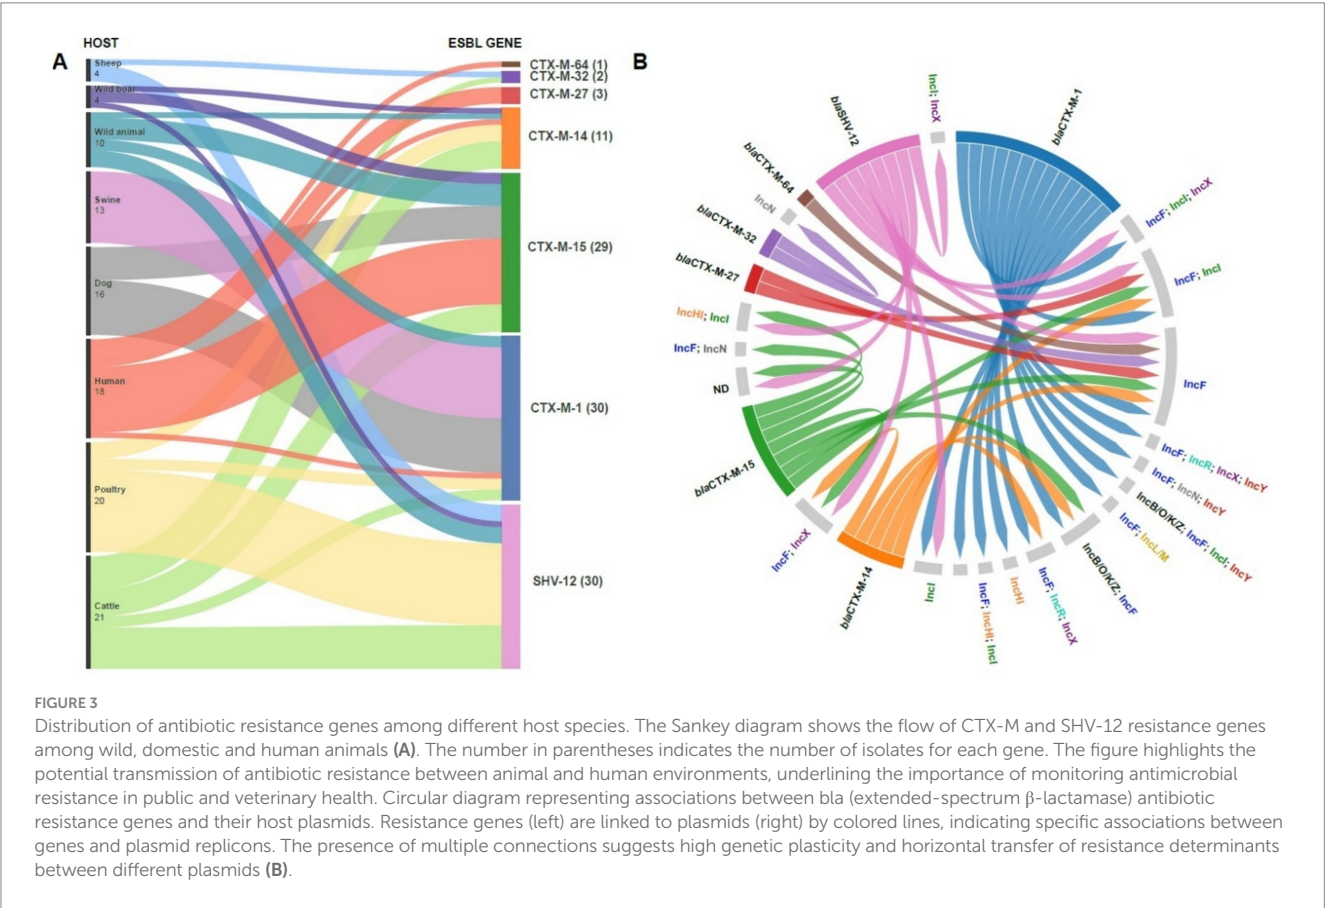 A
HOST
ESBL GENE
Sheep
4
Wild boar
4
Wild animal
10
Swine
13
Dog
16
Human
18
Poultry
20
Cattle
21
CTX-M-64 (1)
CTX-M-32 (2)
CTX-M-27 (3)
CTX-M-14 (11)
CTX-M-15 (29)
CTX-M-1 (30)
SHV-12 (30)
B
IncI; IncX
blaCTX-M-1
IncF; IncI; IncX
IncF; IncI
IncF
IncF; IncR; IncX; IncY
IncF; IncN; IncY
IncB/O/K/Z; IncF; IncI; IncY
IncF; IncL/M
IncB/O/K/Z; IncF
IncF; IncR; IncX
IncHI
IncF; IncHI; IncI
IncI
blaCTX-M-14
IncF; IncX
blaCTX-M-15
ND
IncF; IncN
IncHI; IncI
blaCTX-M-27
blaCTX-M-32
IncN
blaCTX-M-64
blaSHV-12
FIGURE 3
Distribution of antibiotic resistance genes among different host species. The Sankey diagram shows the flow of CTX-M and SHV-12 resistance genes
among wild, domestic and human animals (A). The number in parentheses indicates the number of isolates for each gene. The figure highlights the
potential transmission of antibiotic resistance between animal and human environments, underlining the importance of monitoring antimicrobial
resistance in public and veterinary health. Circular diagram representing associations between bla (extended-spectrum β-lactamase) antibiotic
resistance genes and their host plasmids. Resistance genes (left) are linked to plasmids (right) by colored lines, indicating specific associations between
genes and plasmid replicons. The presence of multiple connections suggests high genetic plasticity and horizontal transfer of resistance determinants
between different plasmids (B).